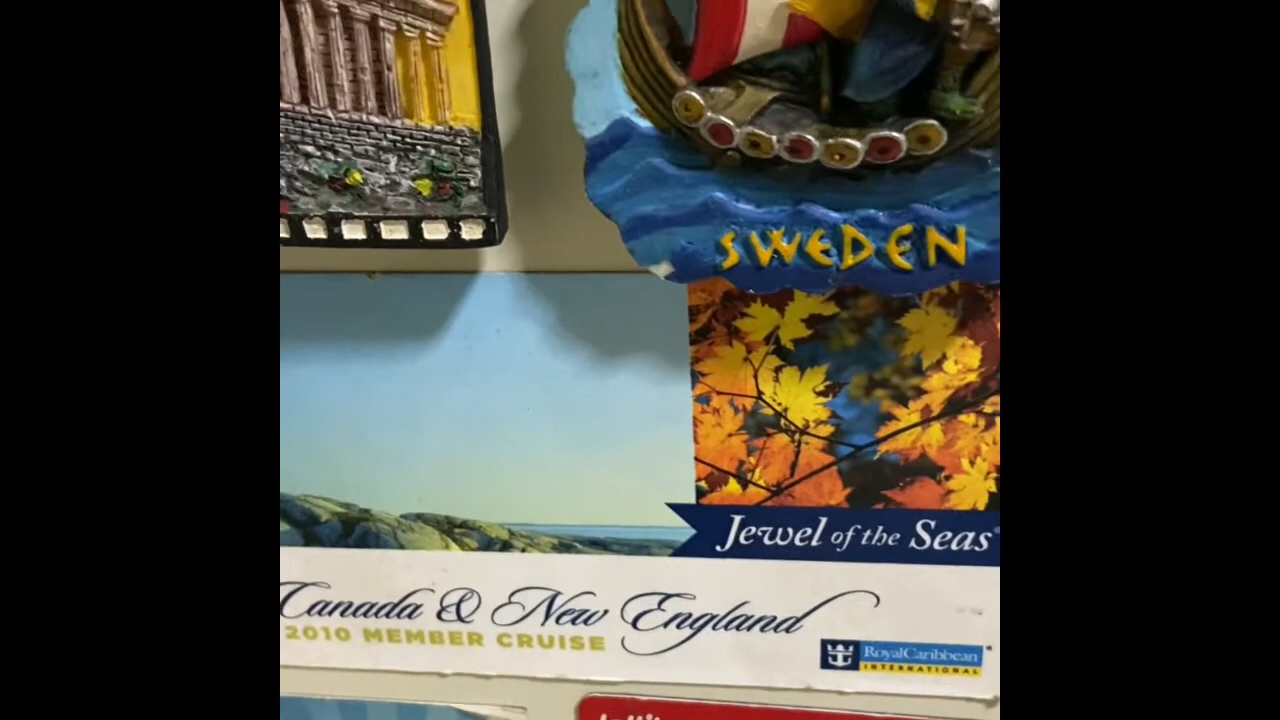 SWEDEN
Jewel of the Seas®
Canada & New England
2010 MEMBER CRUISE
RoyalCaribbean®
INTERNATIONAL